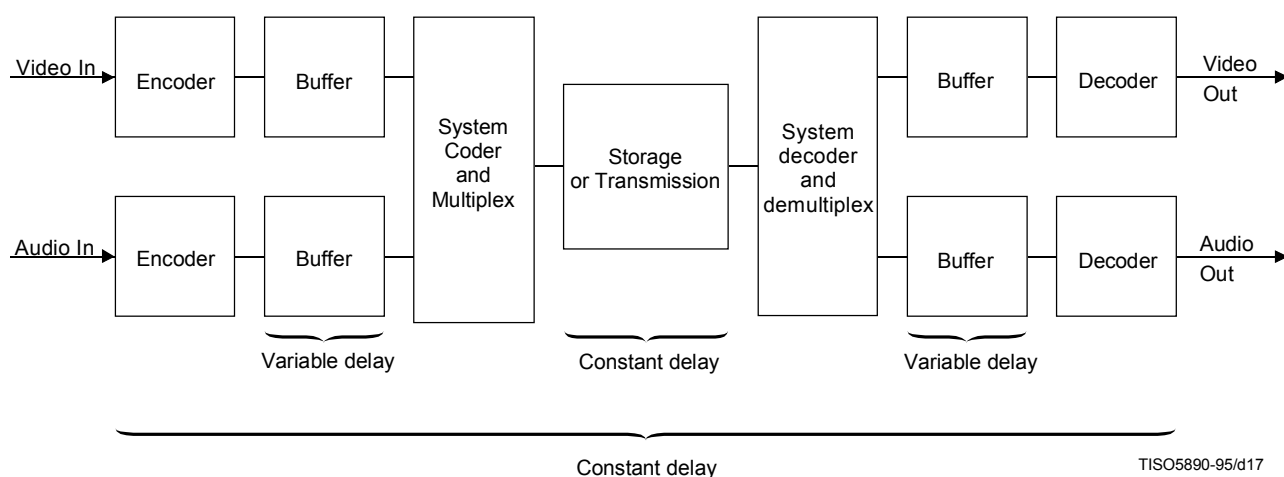 Video In
Encoder
Buffer
System
Coder
and
Multiplex
Storage
or Transmission
System
decoder
and
demultiplex
Buffer
Decoder
Video
Out
Audio In
Encoder
Buffer
Buffer
Decoder
Audio
Out
Variable delay
Constant delay
Variable delay
Constant delay
TISO5890-95/d17